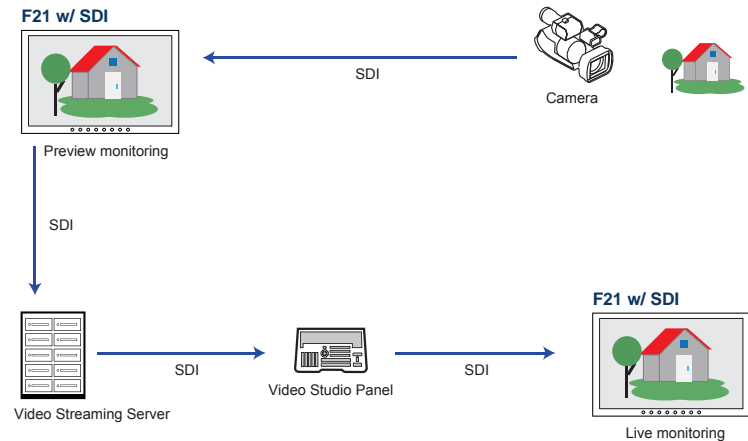 F21 w/ SDI
SDI
Camera
Preview monitoring
SDI
F21 w/ SDI
SDI
Video Studio Panel
SDI
Video Streaming Server
Live monitoring